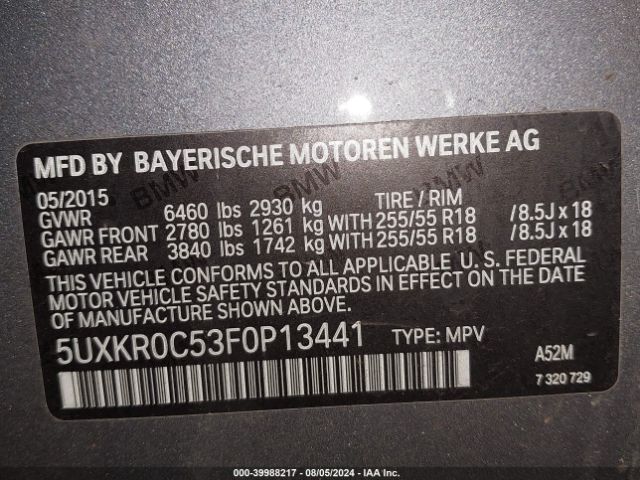 MFD BY BAYERISCHE MOTOREN WERKE AG
05/2015 TIRE / RIM
GVWR 6460 lbs 2930 kg
GAWR FRONT 2780 lbs 1261 kg WITH 255/55 R18 /8.5J x 18
GAWR REAR 3840 lbs 1742 kg WITH 255/55 R18 /8.5J x 18
THIS VEHICLE CONFORMS TO ALL APPLICABLE U. S. FEDERAL
MOTOR VEHICLE SAFETY STANDARDS IN EFFECT ON THE DATE
OF MANUFACTURE SHOWN ABOVE.
5UXKR0C53F0P13441 TYPE: MPV A52M
7 320 729
000-39988217 - 08/05/2024 - IAA Inc.